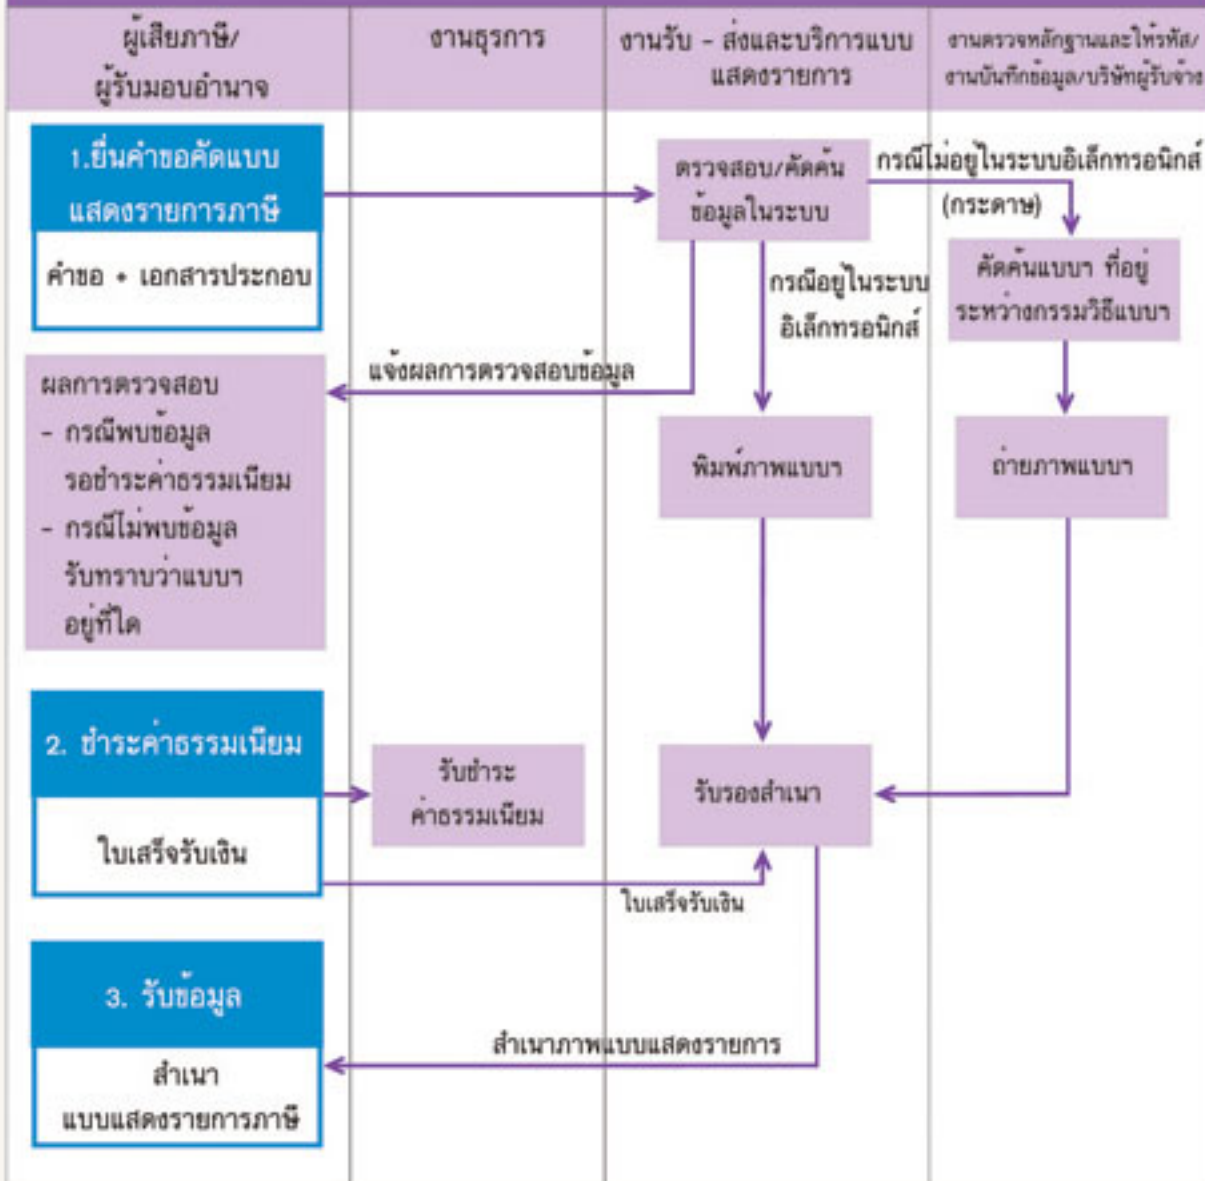 ผู้เสียภาษี/
ผู้รับมอบอำนาจ
งานธุรการ
งานรับ - ส่งและบริการแบบ
แสดงรายการ
งานตรวจหลักฐานและให้รหัส/
งานบันทึกข้อมูล/บริษัทผู้รับจ้าง
1.ยื่นคำขอคัดแบบ
แสดงรายการภาษี
คำขอ + เอกสารประกอบ
ตรวจสอบ/คัดค้น
ข้อมูลในระบบ
กรณีไม่อยู่ในระบบอิเล็กทรอนิกส์
(กระดาษ)
คัดค้นแบบฯ ที่อยู่
ระหว่างกรรมวิธีแบบฯ
กรณีอยู่ในระบบ
อิเล็กทรอนิกส์
แจ้งผลการตรวจสอบข้อมูล
ผลการตรวจสอบ
- กรณีพบข้อมูล
รอชำระค่าธรรมเนียม
- กรณีไม่พบข้อมูล
รับทราบว่าแบบฯ
อยู่ที่ใด
พิมพ์ภาพแบบฯ
ถ่ายภาพแบบฯ
2. ชำระค่าธรรมเนียม
ใบเสร็จรับเงิน
รับชำระ
ค่าธรรมเนียม
รับรองสำเนา
ใบเสร็จรับเงิน
3. รับข้อมูล
สำเนา
แบบแสดงรายการภาษี
สำเนาภาพแบบแสดงรายการ